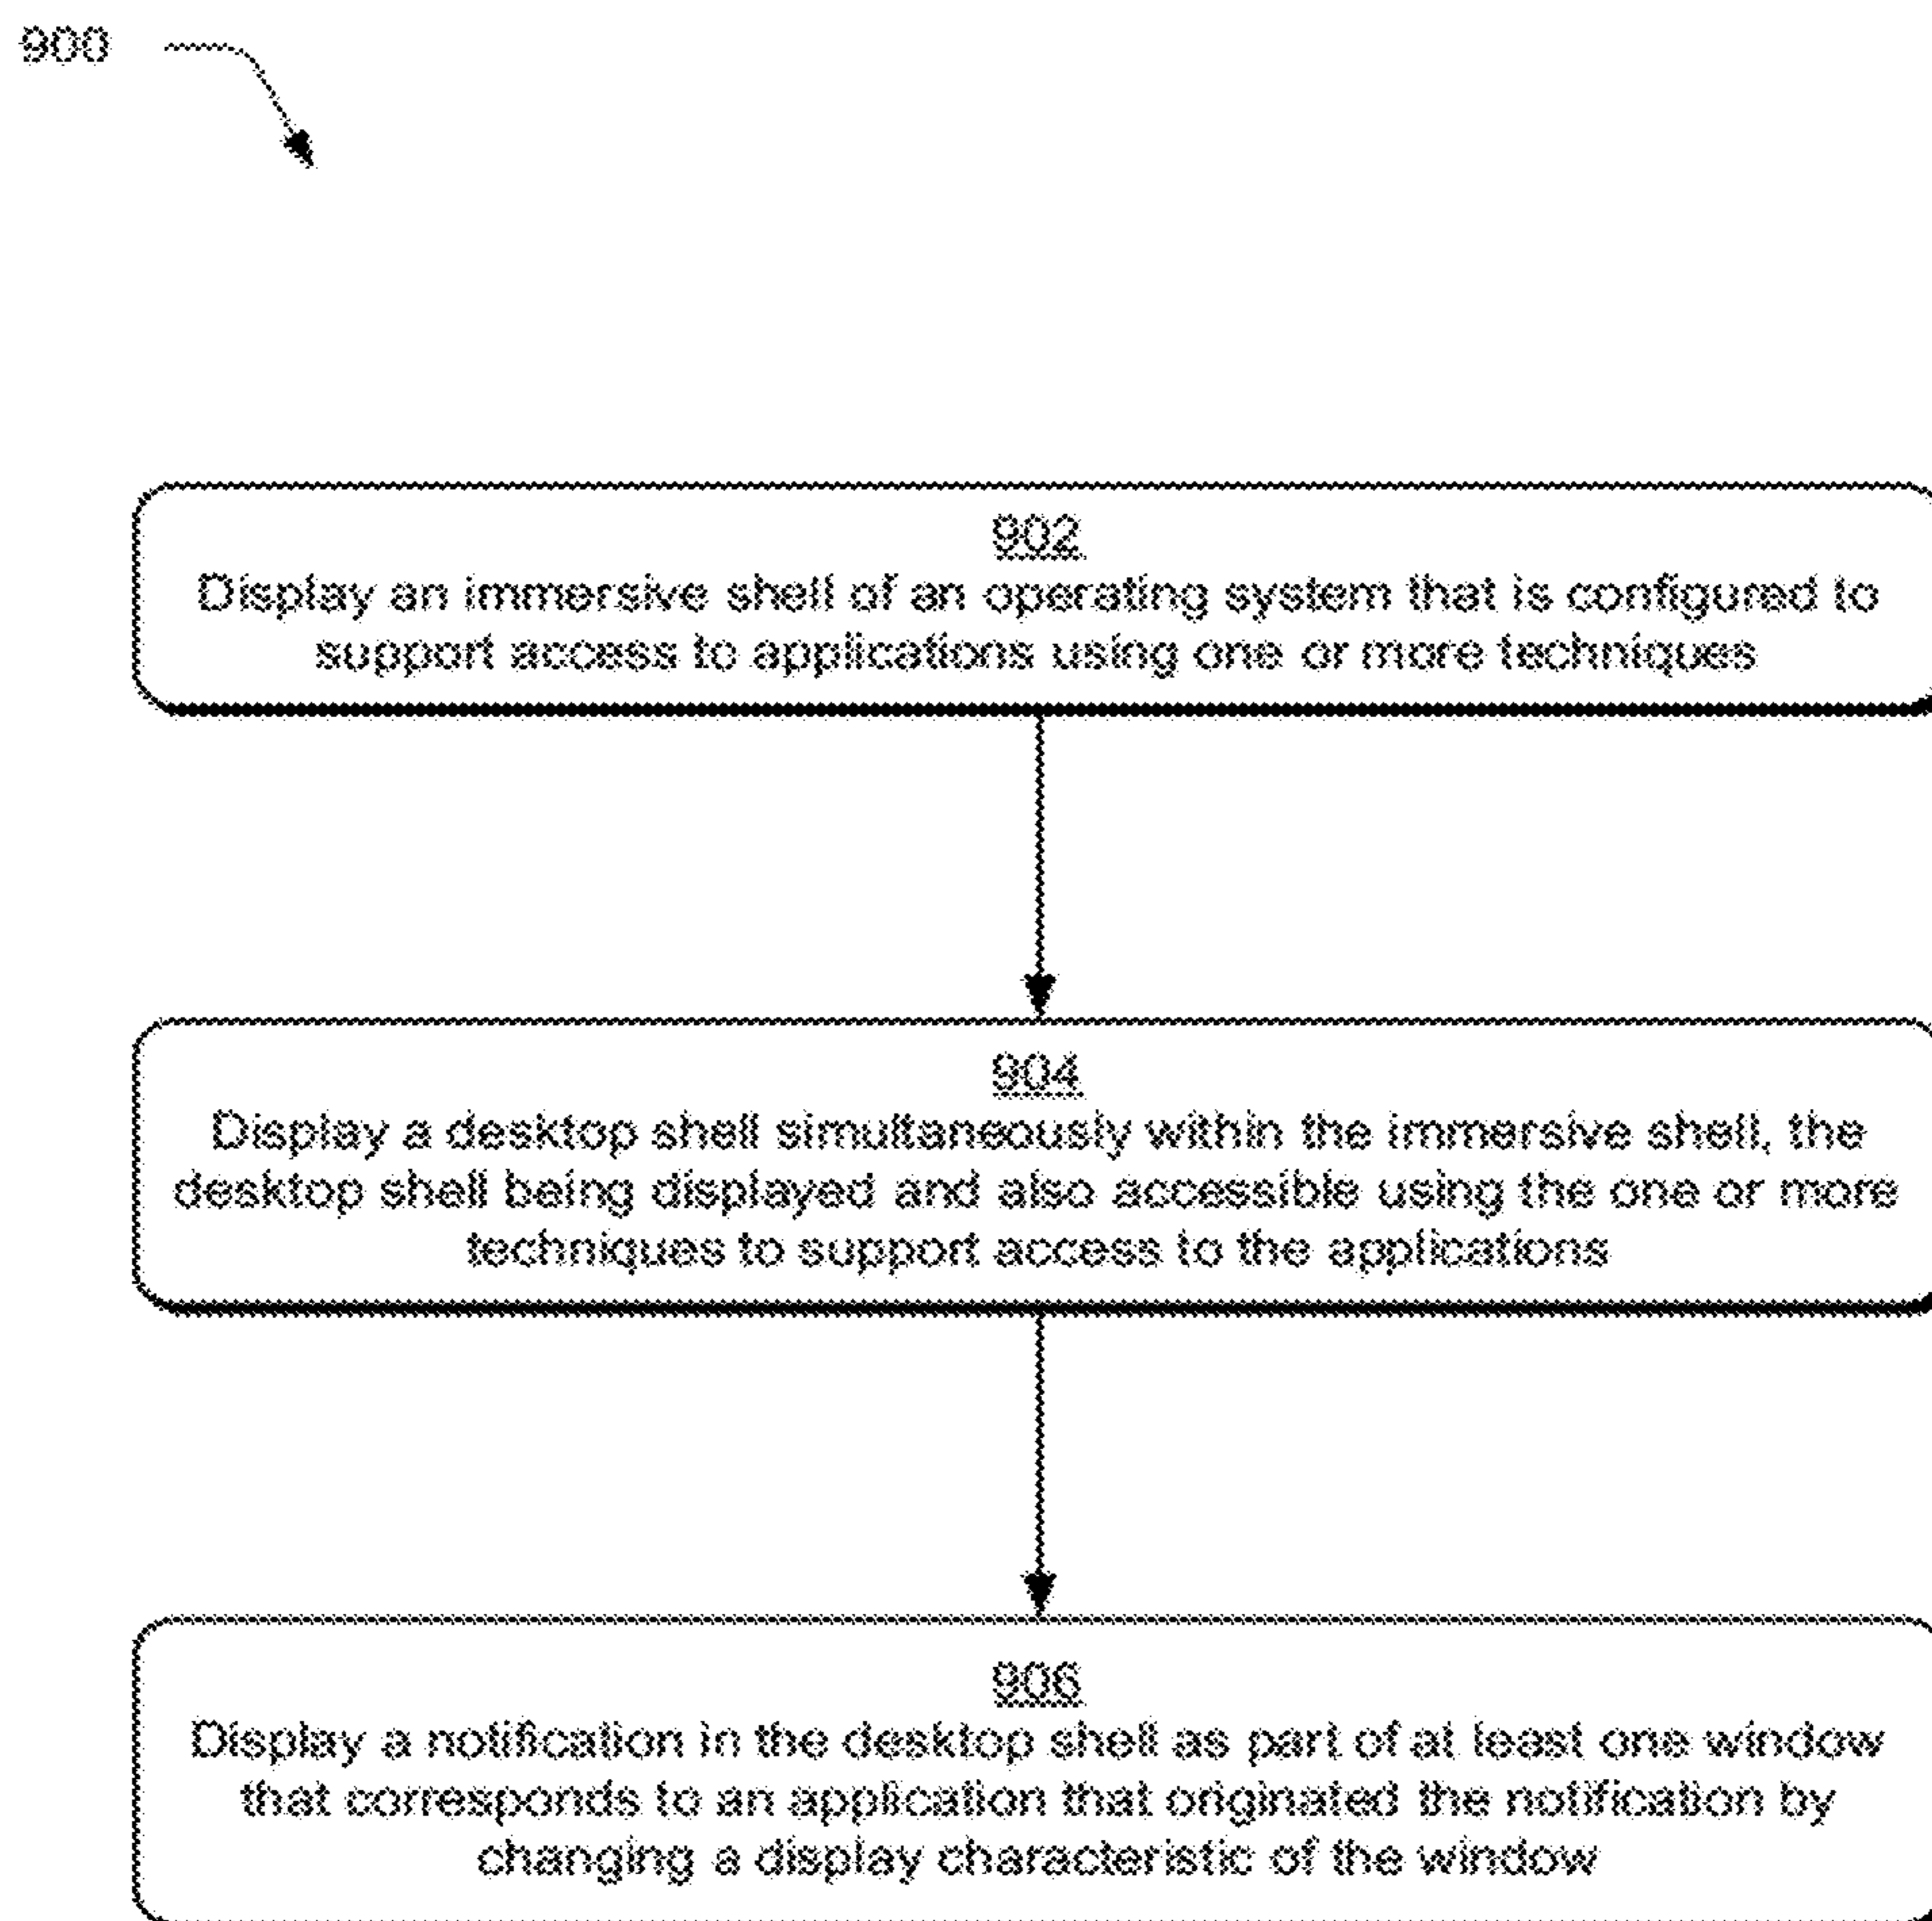 900
902
Display an immersive shell of an operating system that is configured to
support access to applications using one or more techniques
904
Display a desktop shell simultaneously within the immersive shell, the
desktop shell being displayed and also accessible using the one or more
techniques to support access to the applications
906
Display a notification in the desktop shell as part of at least one window
that corresponds to an application that originated the notification by
changing a display characteristic of the window